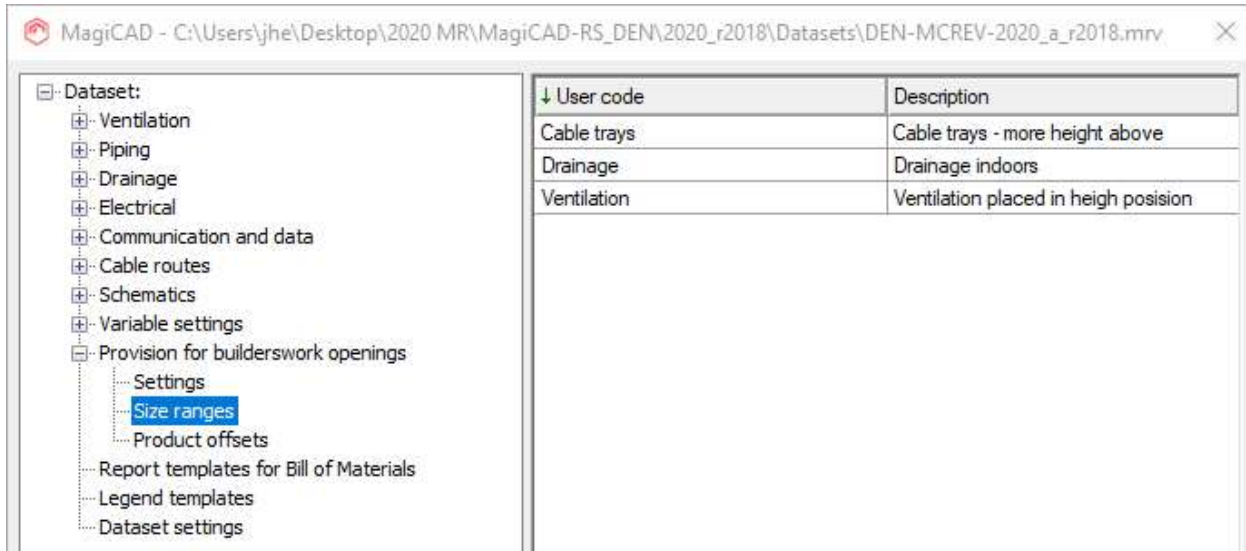 MagiCAD - C:\Users\jhe\Desktop\2020 MR\MagiCAD-RS_DEN\2020_r2018\Datasets\DEN-MCREV-2020_a_r2018.mrv
Dataset:
Ventilation
Piping
Drainage
Electrical
Communication and data
Cable routes
Schematics
Variable settings
Provision for builderswork openings
Settings
Size ranges
Product offsets
Report templates for Bill of Materials
Legend templates
Dataset settings
↓ User code Description
Cable trays Cable trays - more height above
Drainage Drainage indoors
Ventilation Ventilation placed in heigh posision